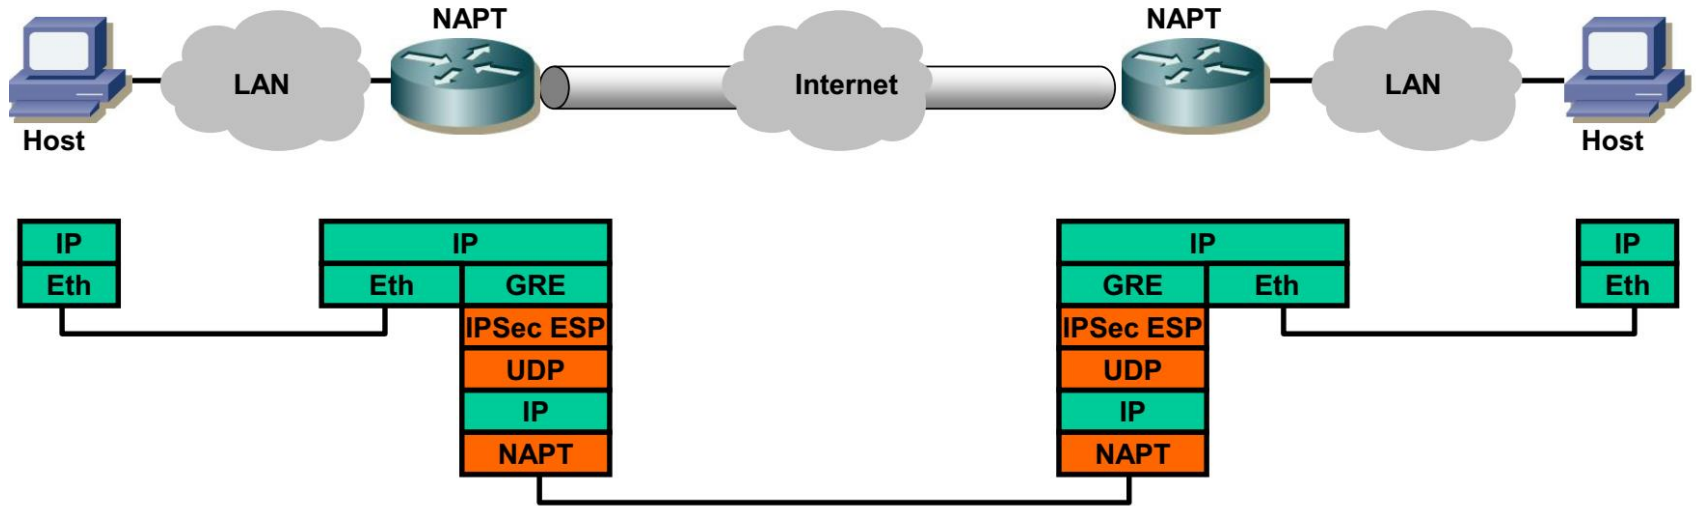 NAPT
NAPT
LAN
Internet
LAN
Host
Host
IP
IP
IP
IP
Eth
Eth
GRE
GRE
Eth
Eth
IPSec ESP
IPSec ESP
UDP
UDP
IP
IP
NAPT
NAPT